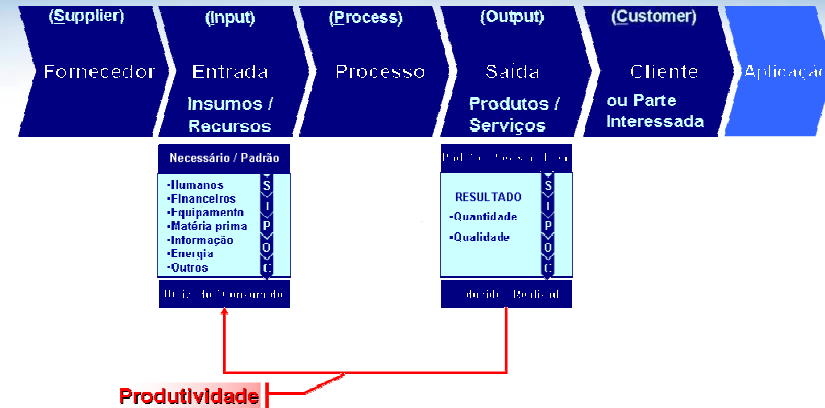 (Supplier)
(Input)
(Process)
(Output)
(Customer)
Fornecedor
Entrada
Processo
Saída
Cliente
Aplicação
Insumos /
Recursos
Produtos /
Serviços
ou Parte
Interessada
Necessário / Padrão
-Humanos
-Financeiros
-Equipamento
-Matéria prima
-Informação
-Energia
-Outros
S
I
P
O
C
RESULTADO
-Quantidade
-Qualidade
S
I
P
O
C
Produtividade